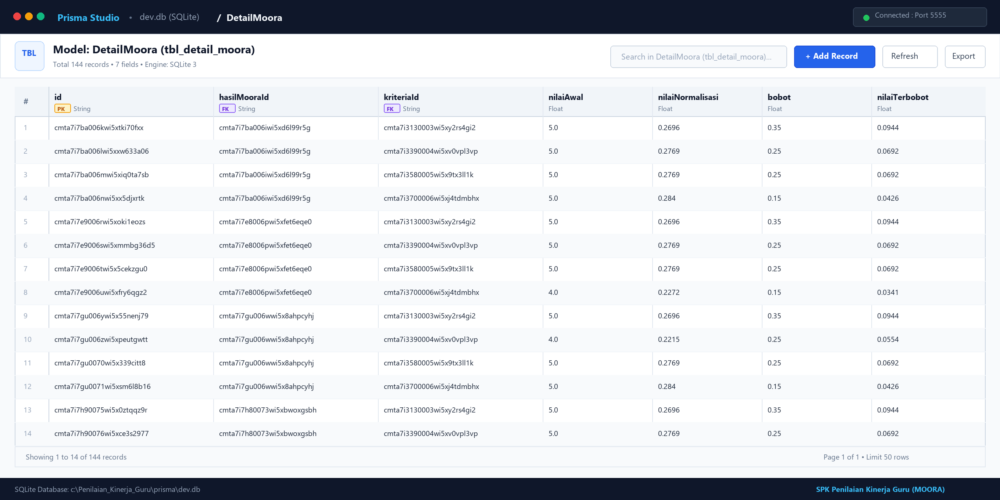 Prisma Studio • dev.db (SQLite) / DetailMoora
Connected : Port 5555
TBL
Model: DetailMoora (tbl_detail_moora)
Total 144 records • 7 fields • Engine: SQLite 3
Search in DetailMoora (tbl_detail_moora)...
+ Add Record
Refresh
Export
# id hasilMooraId kriteriaId nilaiAwal nilaiNormalisasi bobot nilaiTerbobot
PK String FK String FK String Float Float Float Float
1 cmta7i7ba006kwi5xtki70fxx cmta7i7ba006iwi5xd6l99r5g cmta7i3130003wi5xy2rs4gi2 5.0 0.2696 0.35 0.0944
2 cmta7i7ba006lwi5xxw633a06 cmta7i7ba006iwi5xd6l99r5g cmta7i3390004wi5xv0vpl3vp 5.0 0.2769 0.25 0.0692
3 cmta7i7ba006mwi5xiq0ta7sb cmta7i7ba006iwi5xd6l99r5g cmta7i3580005wi5x9tx3ll1k 5.0 0.2769 0.25 0.0692
4 cmta7i7ba006nwi5xx5djxrtk cmta7i7ba006iwi5xd6l99r5g cmta7i3700006wi5xj4tdmbhx 5.0 0.284 0.15 0.0426
5 cmta7i7e9006rwi5xoki1eozs cmta7i7e8006pwi5xfet6eqe0 cmta7i3130003wi5xy2rs4gi2 5.0 0.2696 0.35 0.0944
6 cmta7i7e9006swi5xmmbg36d5 cmta7i7e8006pwi5xfet6eqe0 cmta7i3390004wi5xv0vpl3vp 5.0 0.2769 0.25 0.0692
7 cmta7i7e9006twi5x5cekzgu0 cmta7i7e8006pwi5xfet6eqe0 cmta7i3580005wi5x9tx3ll1k 5.0 0.2769 0.25 0.0692
8 cmta7i7e9006uwi5xfry6qgz2 cmta7i7e8006pwi5xfet6eqe0 cmta7i3700006wi5xj4tdmbhx 4.0 0.2272 0.15 0.0341
9 cmta7i7gu006ywi5x55nenj79 cmta7i7gu006wwi5x8ahpcyhj cmta7i3130003wi5xy2rs4gi2 5.0 0.2696 0.35 0.0944
10 cmta7i7gu006zwi5xpeutgwtt cmta7i7gu006wwi5x8ahpcyhj cmta7i3390004wi5xv0vpl3vp 4.0 0.2215 0.25 0.0554
11 cmta7i7gu0070wi5x339citt8 cmta7i7gu006wwi5x8ahpcyhj cmta7i3580005wi5x9tx3ll1k 5.0 0.2769 0.25 0.0692
12 cmta7i7gu0071wi5xsm6l8b16 cmta7i7gu006wwi5x8ahpcyhj cmta7i3700006wi5xj4tdmbhx 5.0 0.284 0.15 0.0426
13 cmta7i7h90075wi5x0ztqqz9r cmta7i7h80073wi5xbwoxgsbh cmta7i3130003wi5xy2rs4gi2 5.0 0.2696 0.35 0.0944
14 cmta7i7h90076wi5xce3s2977 cmta7i7h80073wi5xbwoxgsbh cmta7i3390004wi5xv0vpl3vp 5.0 0.2769 0.25 0.0692
Showing 1 to 14 of 144 records
Page 1 of 1 • Limit 50 rows
SQLite Database: c:\Penilaian_Kinerja_Guru\prisma\dev.db
SPK Penilaian Kinerja Guru (MOORA)